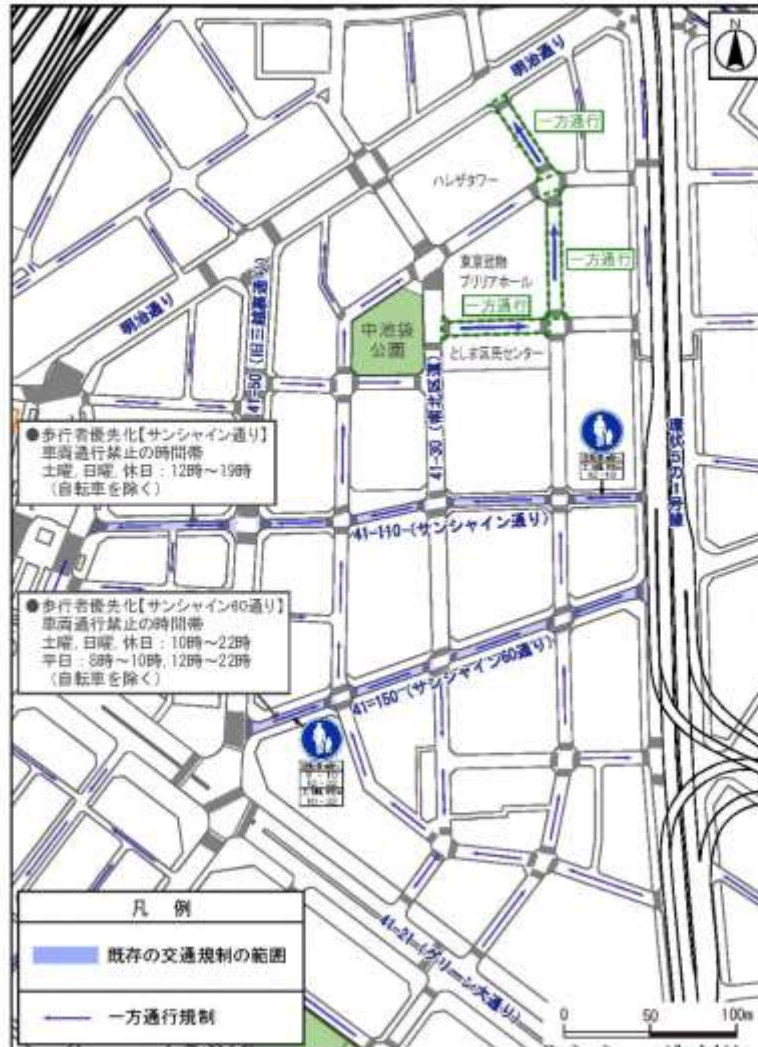 N
明治通り
一方通行
ハレザタワー
東京建物
ブリリアホール
一方通行
一方通行
明治通り
41-50（旧三越裏通り）
中池袋
公園
としま区民センター
41-30（南北区道）
環状5の1号線
●歩行者優先化【サンシャイン通り】
車両通行禁止の時間帯
土曜，日曜，休日：12時～19時
（自転車を除く）
41-110（サンシャイン通り）
●歩行者優先化【サンシャイン60通り】
車両通行禁止の時間帯
土曜，日曜，休日：10時～22時
平日：8時～10時，12時～22時
（自転車を除く）
41-150（サンシャイン60通り）
41-21（グリーン大通り）
凡 例
既存の交通規制の範囲
一方通行規制
0 50 100m